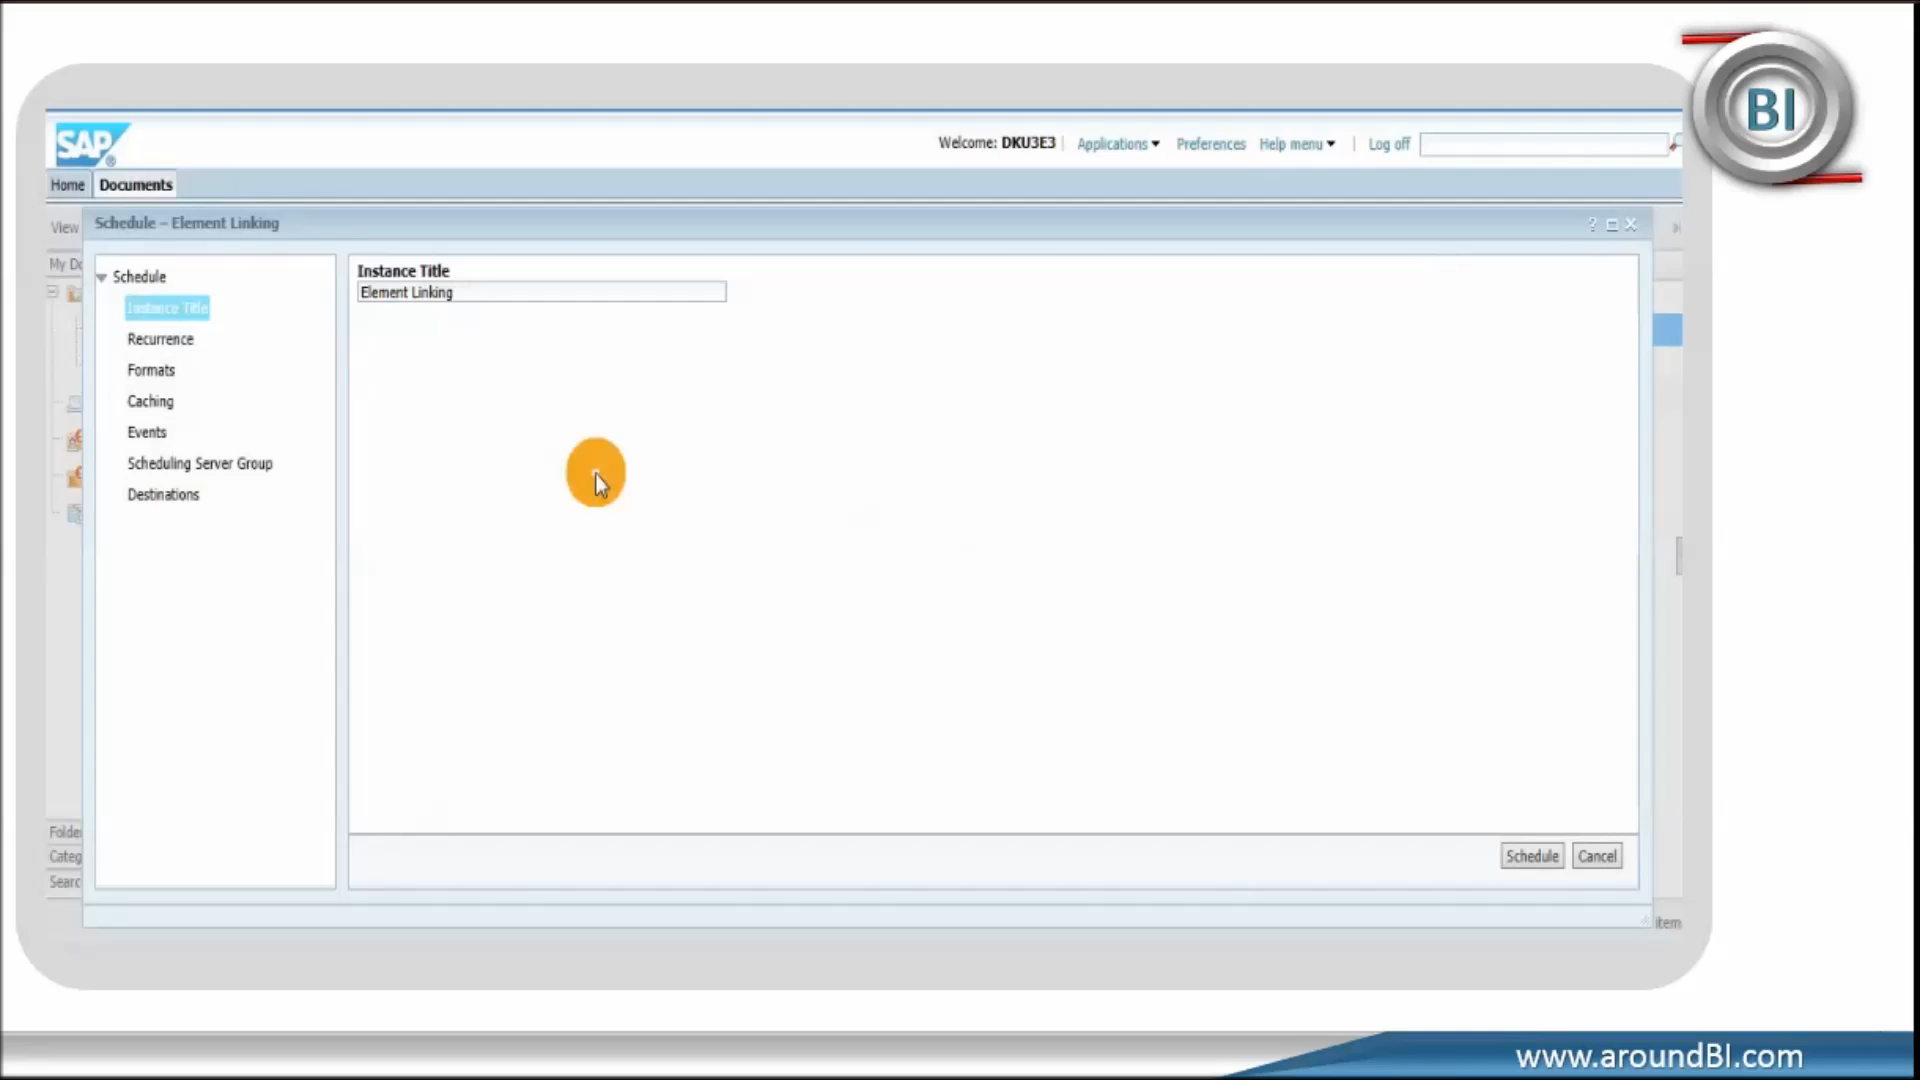 BI
SAP®
Welcome: DKU3E3 Applications Preferences Help menu | Log off
Home Documents
View
Schedule – Element Linking
?
My Do
Schedule
Instance Title
Recurrence
Formats
Caching
Events
Scheduling Server Group
Destinations
Instance Title
Element Linking
Folde
Categ
Searc
Schedule Cancel
item
www.aroundBI.com